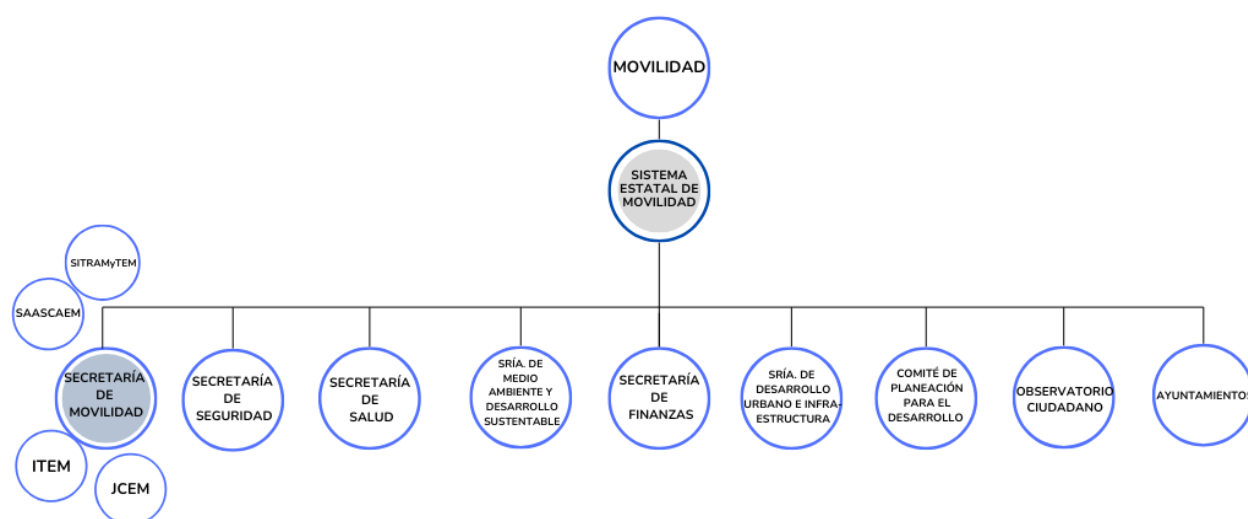 MOVILIDAD
SISTEMA
ESTATAL DE
MOVILIDAD
SITRAMyTEM
SAASCAEM
SECRETARÍA
DE
MOVILIDAD
ITEM
JCEM
SECRETARÍA
DE
SEGURIDAD
SECRETARÍA
DE
SALUD
SRÍA. DE
MEDIO
AMBIENTE Y
DESARROLLO
SUSTENTABLE
SECRETARÍA
DE
FINANZAS
SRÍA. DE
DESARROLLO
URBANO E INFRA-
ESTRUCTURA
COMITÉ DE
PLANEACIÓN
PARA EL
DESARROLLO
OBSERVATORIO
CIUDADANO
AYUNTAMIENTOS